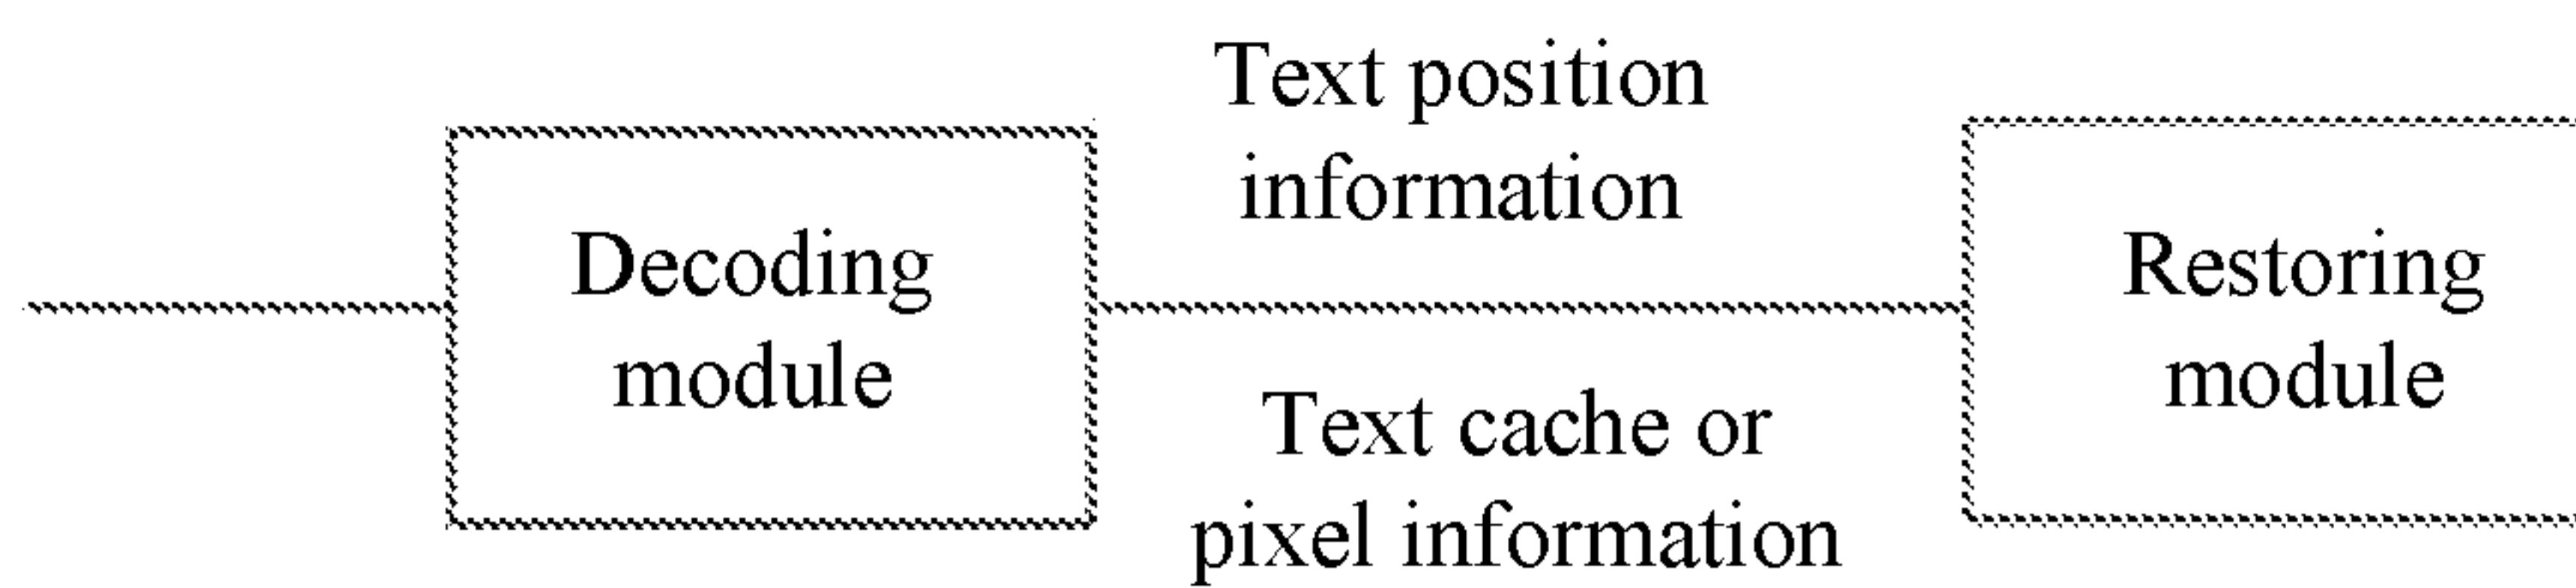 Decoding
module
Text position
information
Text cache or
pixel information
Restoring
module